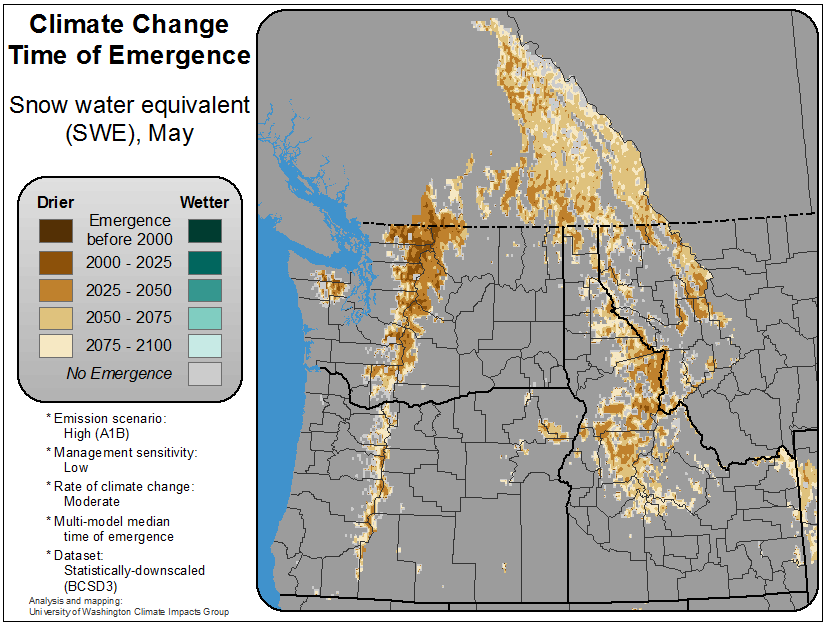 Climate Change
Time of Emergence
Snow water equivalent
(SWE), May
Drier Wetter
Emergence
before 2000
2000 - 2025
2025 - 2050
2050 - 2075
2075 - 2100
No Emergence
* Emission scenario:
High (A1B)
* Management sensitivity:
Low
* Rate of climate change:
Moderate
* Multi-model median
time of emergence
* Dataset:
Statistically-downscaled
(BCSD3)
Analysis and mapping:
University of Washington Climate Impacts Group